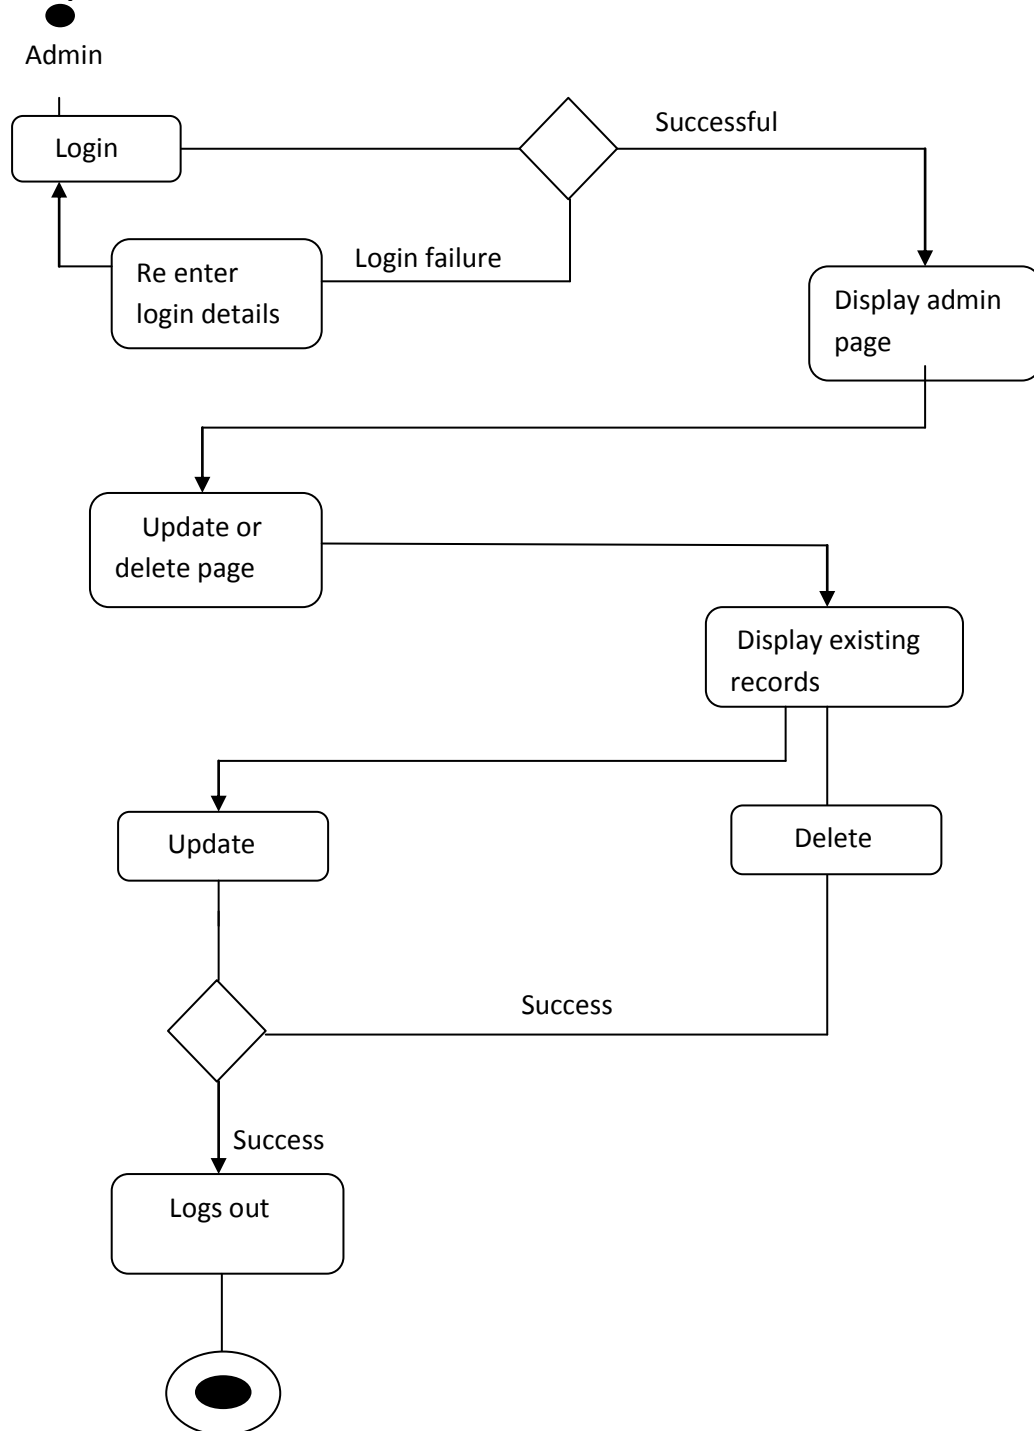 Admin
Successful
Login
Login failure
Re enter
login details
Display admin
page
Update or
delete page
Display existing
records
Update
Delete
Success
Success
Logs out